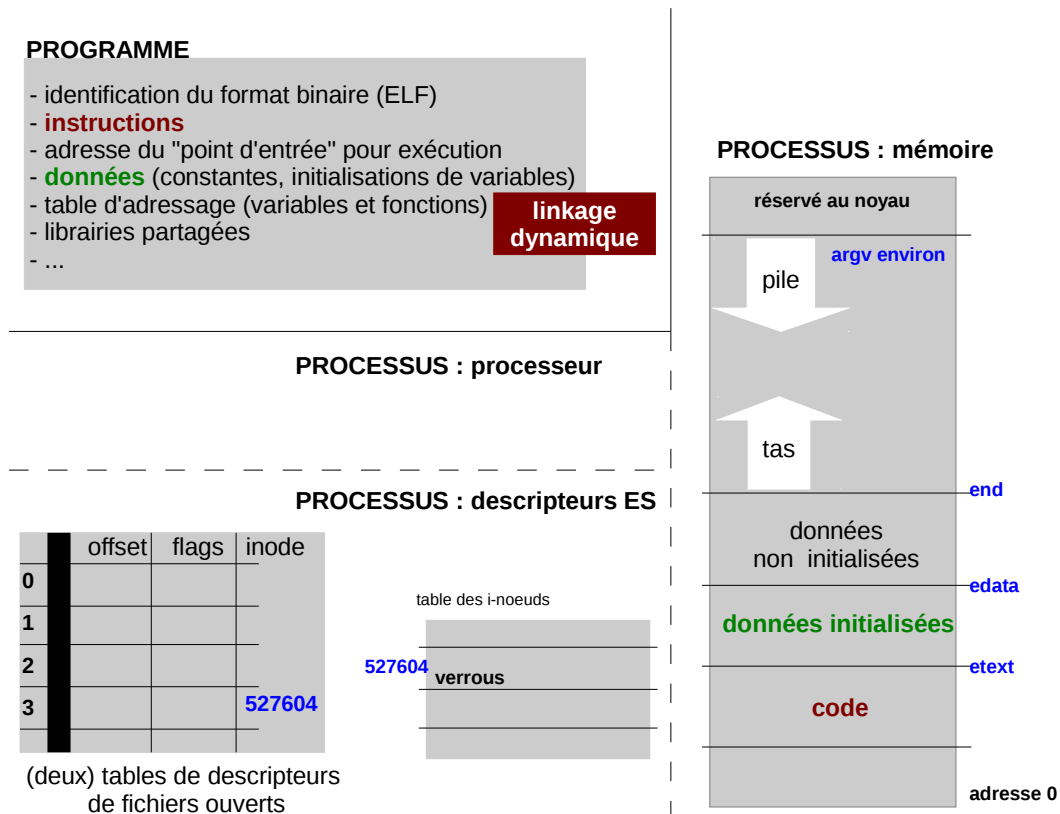 PROGRAMME
- identification du format binaire (ELF)
- instructions
- adresse du "point d'entrée" pour exécution
- données (constantes, initialisations de variables)
- table d'adressage (variables et fonctions)
- librairies partagées
- ...
linkage
dynamique
PROCESSUS : processeur
PROCESSUS : descripteurs ES
offset flags inode
0
1
2
3 527604
(deux) tables de descripteurs
de fichiers ouverts
table des i-noeuds
527604 verrous
PROCESSUS : mémoire
réservé au noyau
argv environ
pile
tas
end
données
non initialisées
edata
données initialisées
etext
code
adresse 0